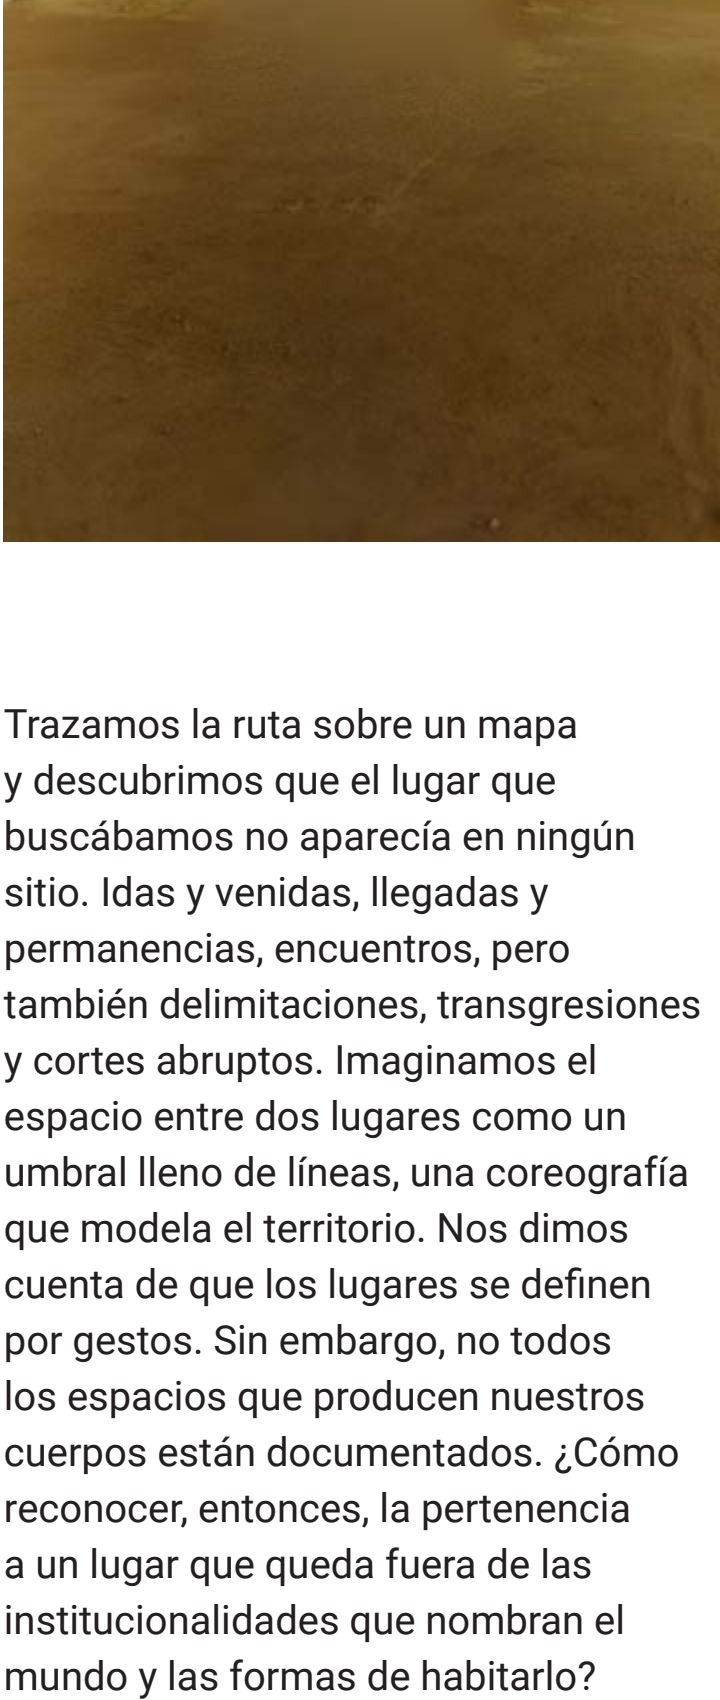 Trazamos la ruta sobre un mapa
y descubrimos que el lugar que
buscábamos no aparecía en ningún
sitio. Idas y venidas, llegadas y
permanencias, encuentros, pero
también delimitaciones, transgresiones
y cortes abruptos. Imaginamos el
espacio entre dos lugares como un
umbral lleno de líneas, una coreografía
que modela el territorio. Nos dimos
cuenta de que los lugares se definen
por gestos. Sin embargo, no todos
los espacios que producen nuestros
cuerpos están documentados. ¿Cómo
reconocer, entonces, la pertenencia
a un lugar que queda fuera de las
institucionalidades que nombran el
mundo y las formas de habitarlo?